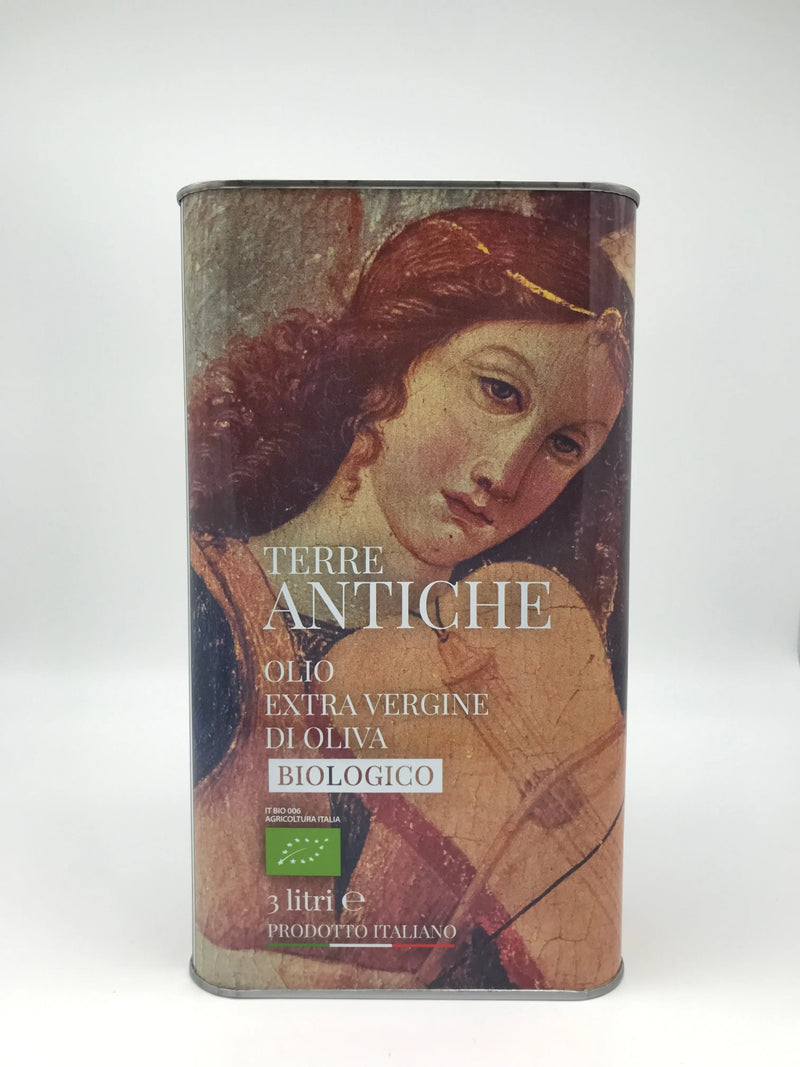 TERRE
ANTICHE
OLIO
EXTRA VERGINE
DI OLIVA
BIOLOGICO
IT BIO 006
AGRICOLTURA ITALIA
3 litri ℮
PRODOTTO ITALIANO